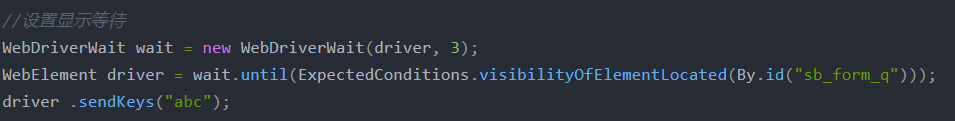 //设置显示等待
WebDriverWait wait = new WebDriverWait(driver, 3);
WebElement driver = wait.until(ExpectedConditions.visibilityOfElementLocated(By.id("sb_form_q")));
driver .sendKeys("abc");